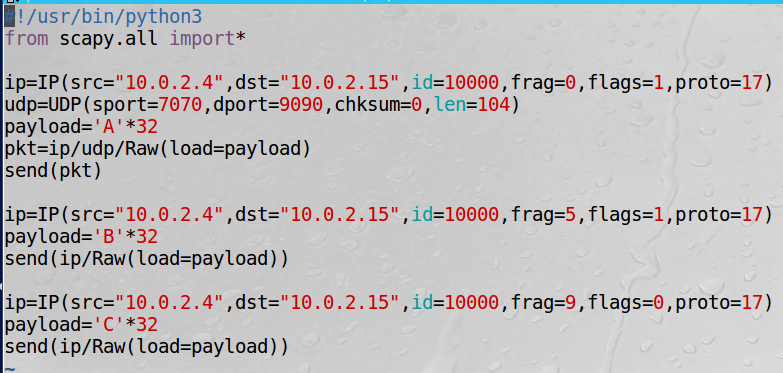 #!/usr/bin/python3
from scapy.all import*
ip=IP(src="10.0.2.4",dst="10.0.2.15",id=10000,frag=0,flags=1,proto=17)
udp=UDP(sport=7070,dport=9090,chksum=0,len=104)
payload='A'*32
pkt=ip/udp/Raw(load=payload)
send(pkt)
ip=IP(src="10.0.2.4",dst="10.0.2.15",id=10000,frag=5,flags=1,proto=17)
payload='B'*32
send(ip/Raw(load=payload))
ip=IP(src="10.0.2.4",dst="10.0.2.15",id=10000,frag=9,flags=0,proto=17)
payload='C'*32
send(ip/Raw(load=payload))
~